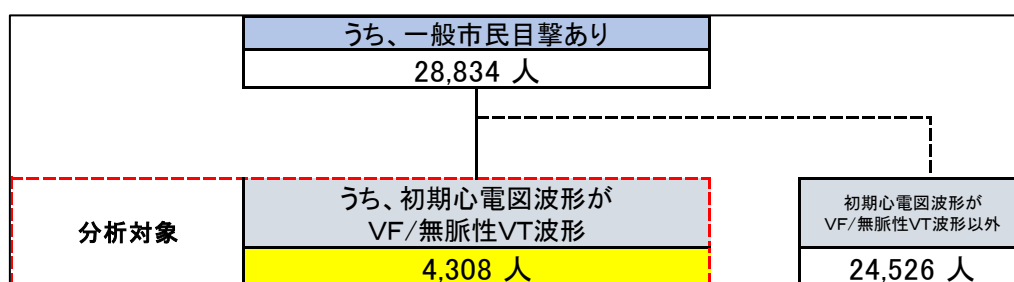 うち、一般市民目撃あり
28,834 人
分析対象
うち、初期心電図波形が
VF/無脈性VT波形
4,308 人
初期心電図波形が
VF/無脈性VT波形以外
24,526 人